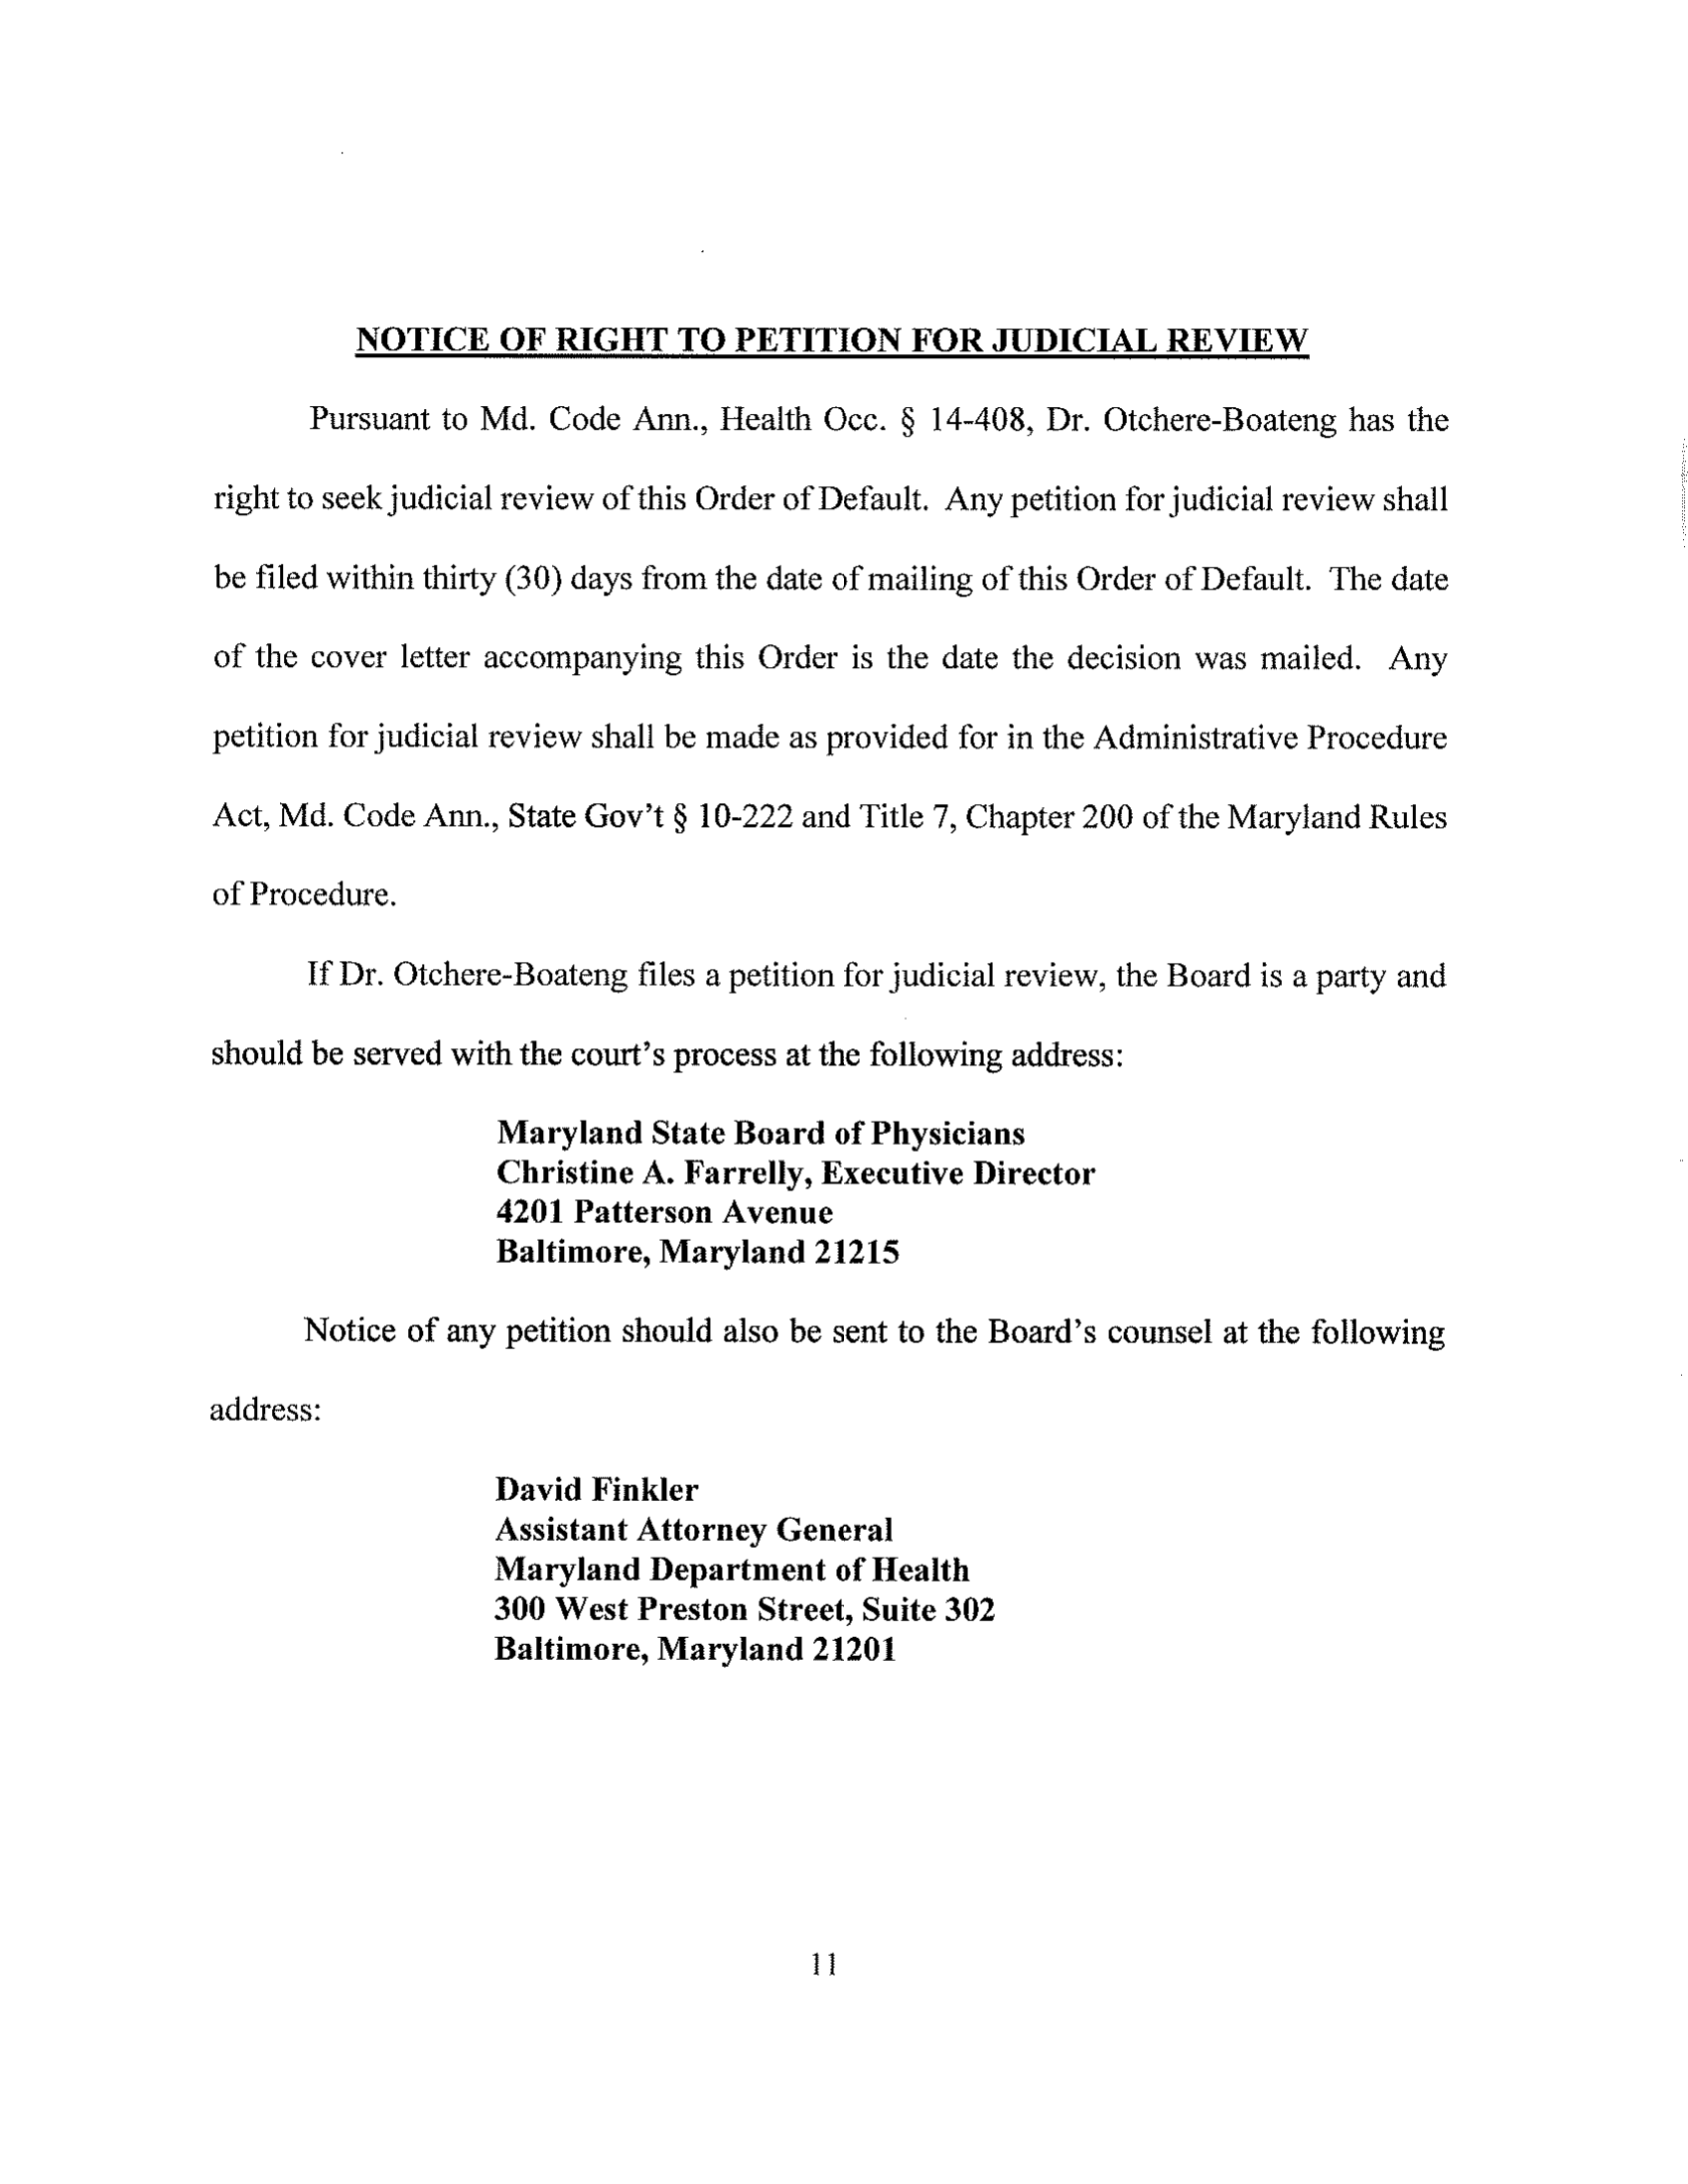 NOTICE OF RIGHT TO PETITION FOR JUDICIAL REVIEW
Pursuant to Md. Code Ann., Health Occ. § 14-408, Dr. Otchere-Boateng has the
right to seek judicial review of this Order of Default. Any petition for judicial review shall
be filed within thirty (30) days from the date of mailing of this Order of Default. The date
of the cover letter accompanying this Order is the date the decision was mailed. Any
petition for judicial review shall be made as provided for in the Administrative Procedure
Act, Md. Code Ann., State Gov't § 10-222 and Title 7, Chapter 200 of the Maryland Rules
of Procedure.
If Dr. Otchere-Boateng files a petition for judicial review, the Board is a party and
should be served with the court's process at the following address:
Maryland State Board of Physicians
Christine A. Farrelly, Executive Director
4201 Patterson Avenue
Baltimore, Maryland 21215
Notice of any petition should also be sent to the Board's counsel at the following
address:
David Finkler
Assistant Attorney General
Maryland Department of Health
300 West Preston Street, Suite 302
Baltimore, Maryland 21201
11